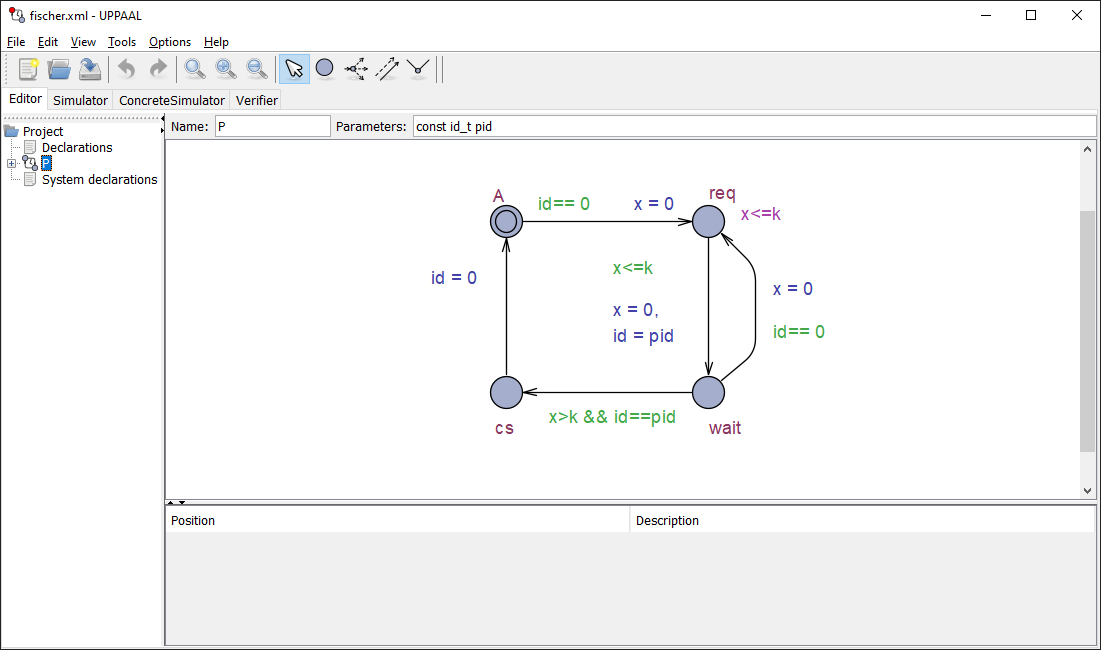 fischer.xml - UPPAAL
File Edit View Tools Options Help
Editor Simulator ConcreteSimulator Verifier
Project
Declarations
P
System declarations
Name: P Parameters: const id_t pid
A
id== 0
x = 0
req
x<=k
id = 0
x<=k
x = 0,
id = pid
x = 0
id== 0
x>k && id==pid
cs
wait
Position Description